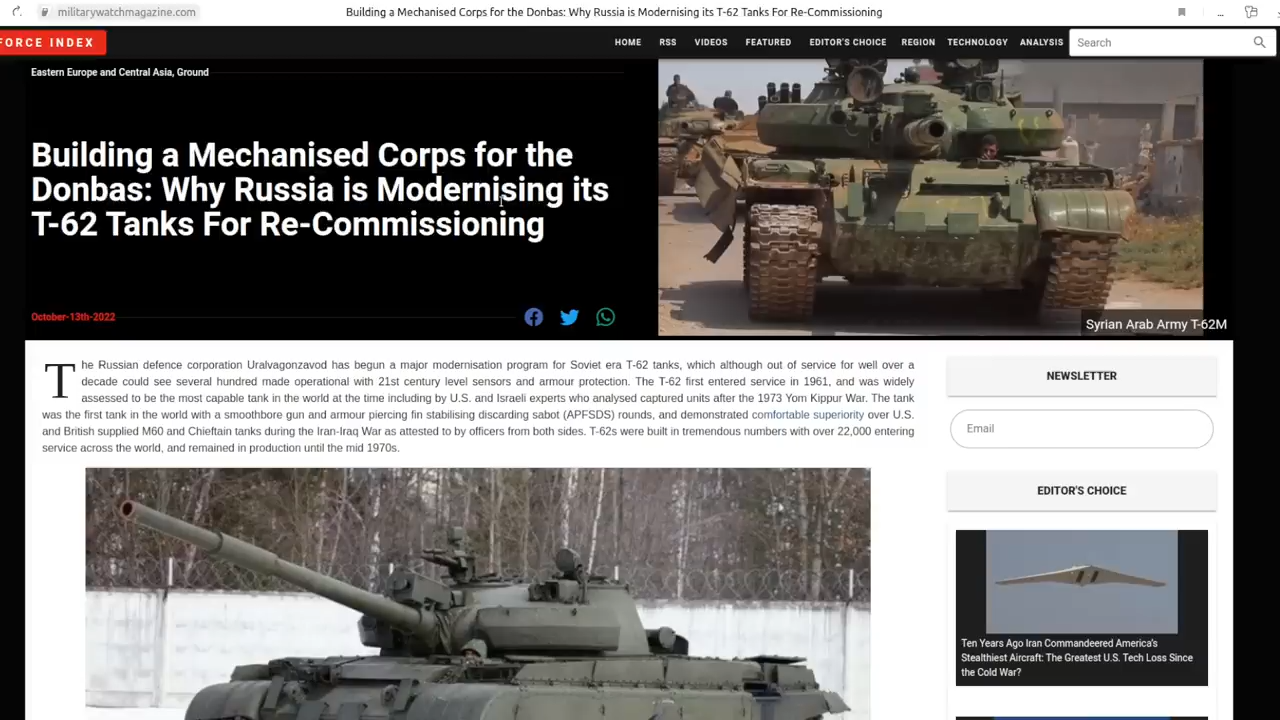 militarywatchmagazine.com
Building a Mechanised Corps for the Donbas: Why Russia is Modernising its T-62 Tanks For Re-Commissioning
FORCE INDEX
HOME RSS VIDEOS FEATURED EDITOR'S CHOICE REGION TECHNOLOGY ANALYSIS
Search
Eastern Europe and Central Asia, Ground
Building a Mechanised Corps for the
Donbas: Why Russia is Modernising its
T-62 Tanks For Re-Commissioning
October-13th-2022
Syrian Arab Army T-62M
The Russian defence corporation Uralvagonzavod has begun a major modernisation program for Soviet era T-62 tanks, which although out of service for well over a
decade could see several hundred made operational with 21st century level sensors and armour protection. The T-62 first entered service in 1961, and was widely
assessed to be the most capable tank in the world at the time including by U.S. and Israeli experts who analysed captured units after the 1973 Yom Kippur War. The tank
was the first tank in the world with a smoothbore gun and armour piercing fin stabilising discarding sabot (APFSDS) rounds, and demonstrated comfortable superiority over U.S.
and British supplied M60 and Chieftain tanks during the Iran-Iraq War as attested to by officers from both sides. T-62s were built in tremendous numbers with over 22,000 entering
service across the world, and remained in production until the mid 1970s.
NEWSLETTER
Email
EDITOR'S CHOICE
Ten Years Ago Iran Commandeered America's
Stealthiest Aircraft: The Greatest U.S. Tech Loss Since
the Cold War?